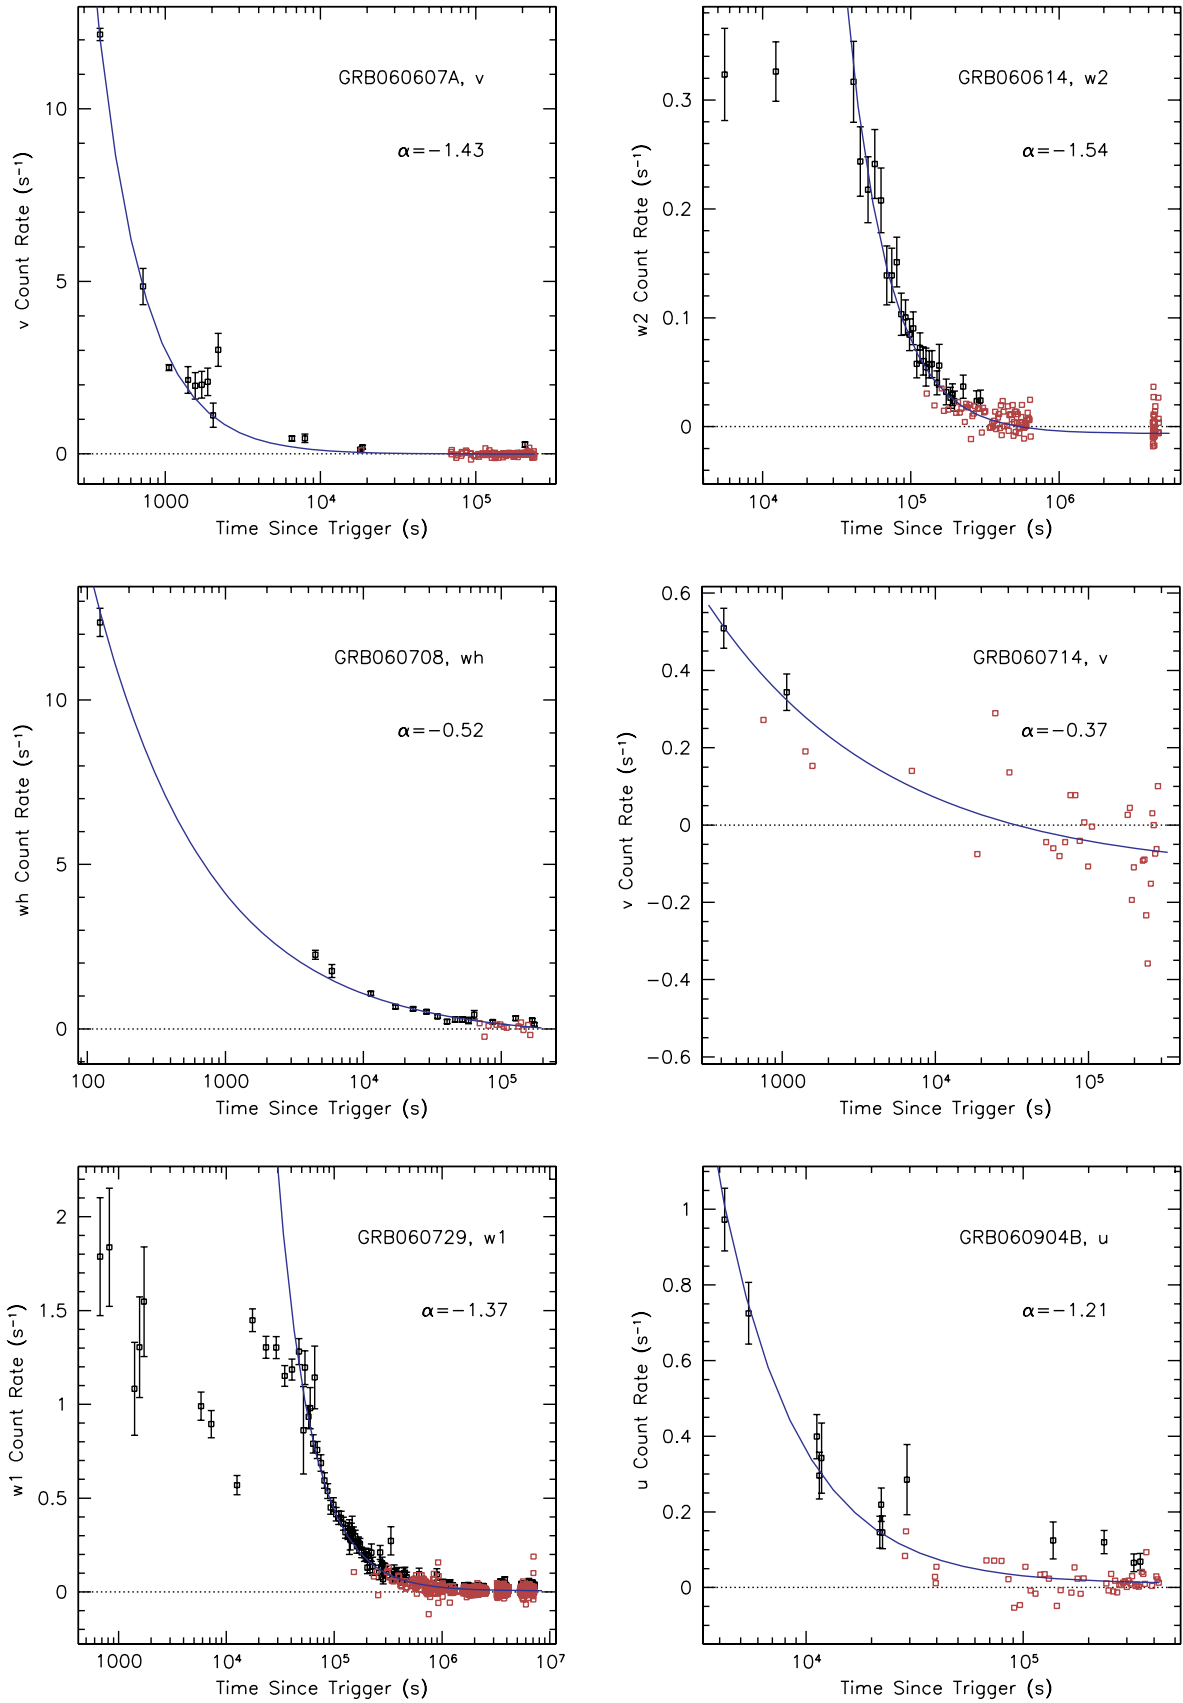 GRB060607A, v
α=−1.43
10
5
0
v Count Rate (s⁻¹)
1000
10⁴
10⁵
Time Since Trigger (s)
GRB060614, w2
α=−1.54
0.3
0.2
0.1
0
w2 Count Rate (s⁻¹)
10⁴
10⁵
10⁶
Time Since Trigger (s)
GRB060708, wh
α=−0.52
10
5
0
wh Count Rate (s⁻¹)
100
1000
10⁴
10⁵
Time Since Trigger (s)
GRB060714, v
α=−0.37
0.6
0.4
0.2
0
−0.2
−0.4
−0.6
v Count Rate (s⁻¹)
1000
10⁴
10⁵
Time Since Trigger (s)
GRB060729, w1
α=−1.37
2
1.5
1
0.5
0
w1 Count Rate (s⁻¹)
1000
10⁴
10⁵
10⁶
10⁷
Time Since Trigger (s)
GRB060904B, u
α=−1.21
1
0.8
0.6
0.4
0.2
0
u Count Rate (s⁻¹)
10⁴
10⁵
Time Since Trigger (s)